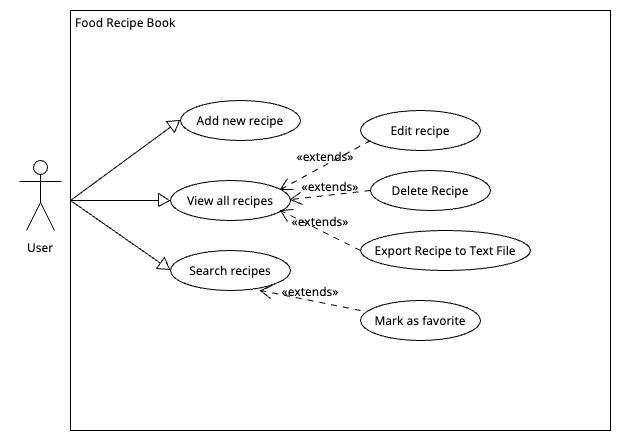 Food Recipe Book
Add new recipe
Edit recipe
«extends»
«extends»
Delete Recipe
View all recipes
«extends»
User
Export Recipe to Text File
Search recipes
«extends»
Mark as favorite